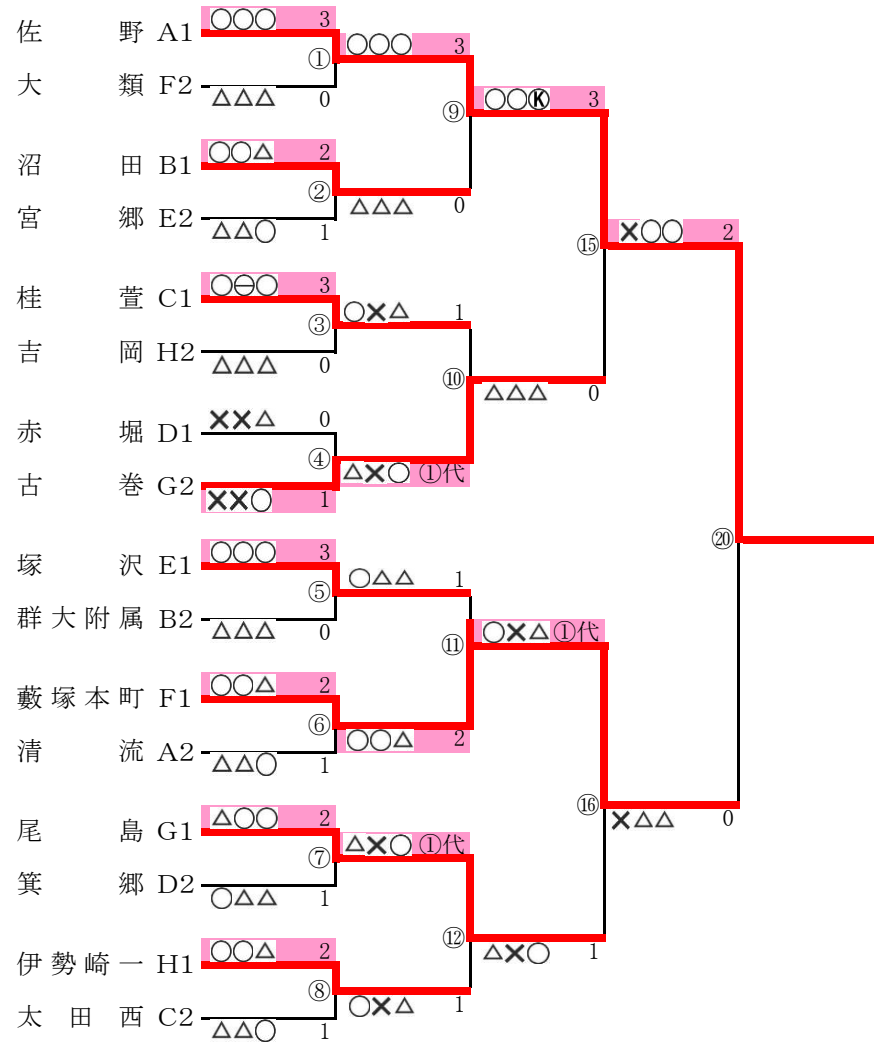 佐野 A1 ○○○ 3
① ○○○ 3
大類 F2 △△△ 0
⑨ ○○Ⓚ 3
沼田 B1 ○○△ 2
② △△△ 0
宮郷 E2 △△○ 1
⑮ ×○○ 2
桂萱 C1 ○⊖○ 3
③ ○×△ 1
吉岡 H2 △△△ 0
⑩ △△△ 0
赤堀 D1 ××△ 0
④ △×○ ①代
古巻 G2 ××○ 1
⑳
塚沢 E1 ○○○ 3
⑤ ○△△ 1
群大附属 B2 △△△ 0
⑪ ○×△ ①代
藪塚本町 F1 ○○△ 2
⑥ ○○△ 2
清流 A2 △△○ 1
⑯ ×△△ 0
尾島 G1 △○○ 2
⑦ △×○ ①代
箕郷 D2 ○△△ 1
⑫ △×○ 1
伊勢崎一 H1 ○○△ 2
⑧ ○×△ 1
太田西 C2 △△○ 1